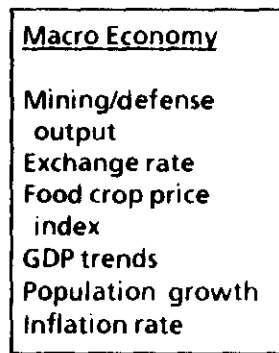 Macro Economy
Mining/defense
output
Exchange rate
Food crop price
index
GDP trends
Population growth
Inflation rate